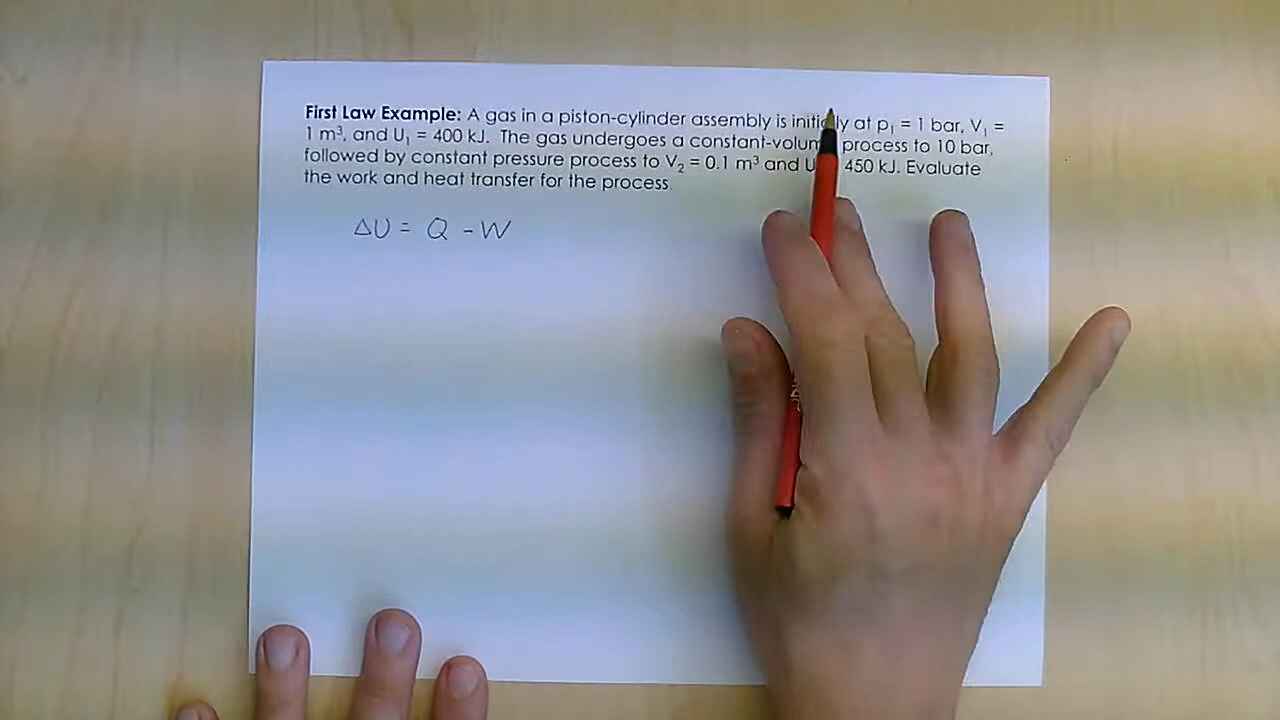 First Law Example: A gas in a piston-cylinder assembly is initially at p₁ = 1 bar, V₁ =
1 m³, and U₁ = 400 kJ. The gas undergoes a constant-volum process to 10 bar,
followed by constant pressure process to V₂ = 0.1 m³ and U 450 kJ. Evaluate
the work and heat transfer for the process.
ΔU = Q - W